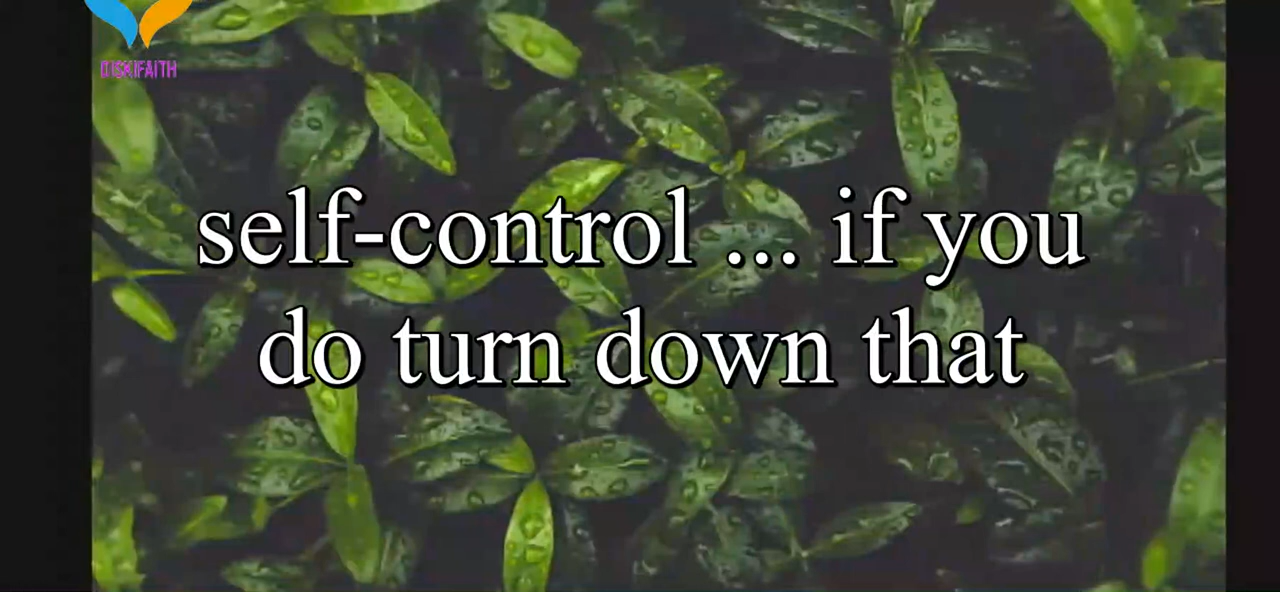 self-control ... if you
do turn down that